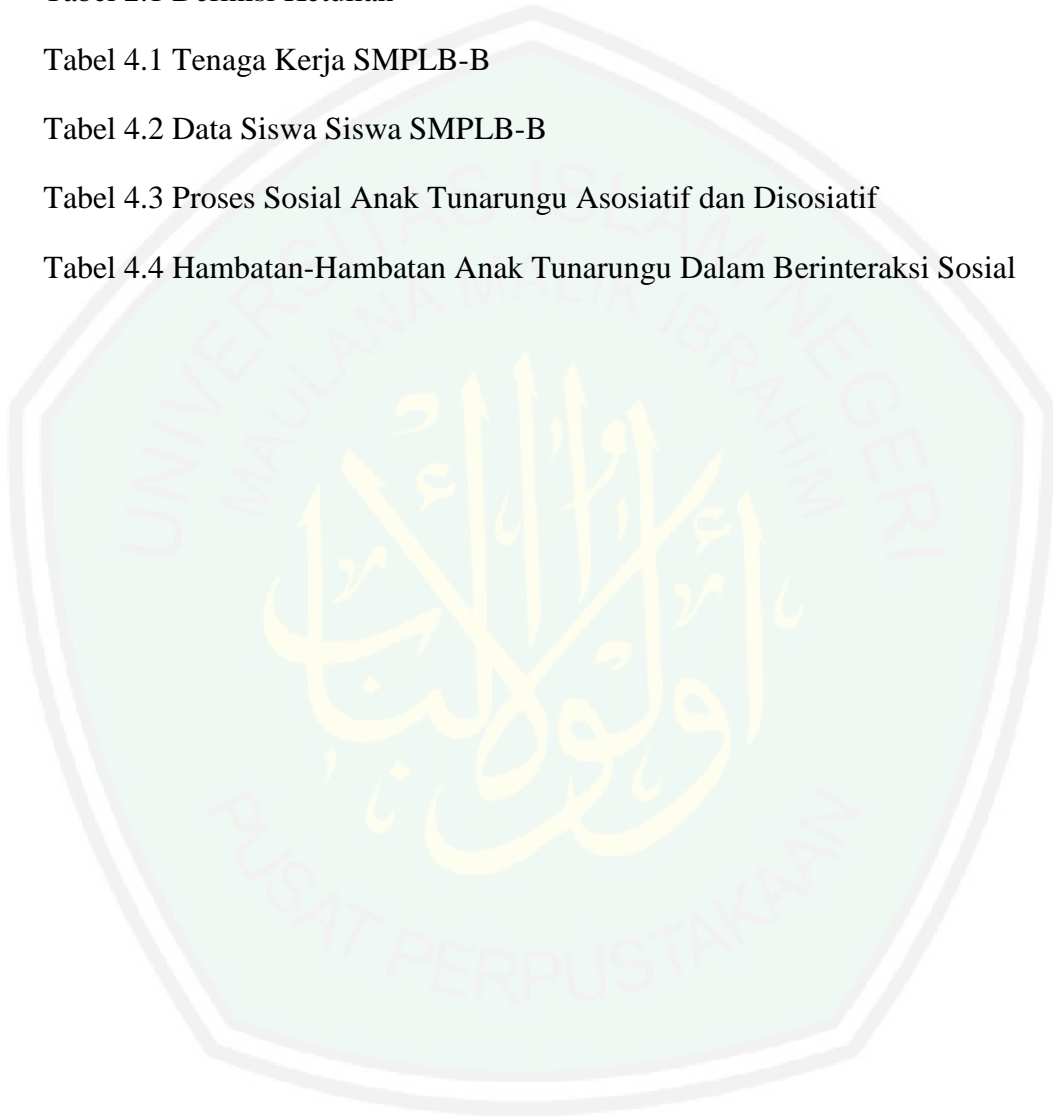 Tabel 4.1 Tenaga Kerja SMPLB-B
Tabel 4.2 Data Siswa Siswa SMPLB-B
Tabel 4.3 Proses Sosial Anak Tunarungu Asosiatif dan Disosiatif
Tabel 4.4 Hambatan-Hambatan Anak Tunarungu Dalam Berinteraksi Sosial
UNIVERSITAS ISLAM NEGERI
MAULANA MALIK IBRAHIM
PUSAT PERPUSTAKAAN